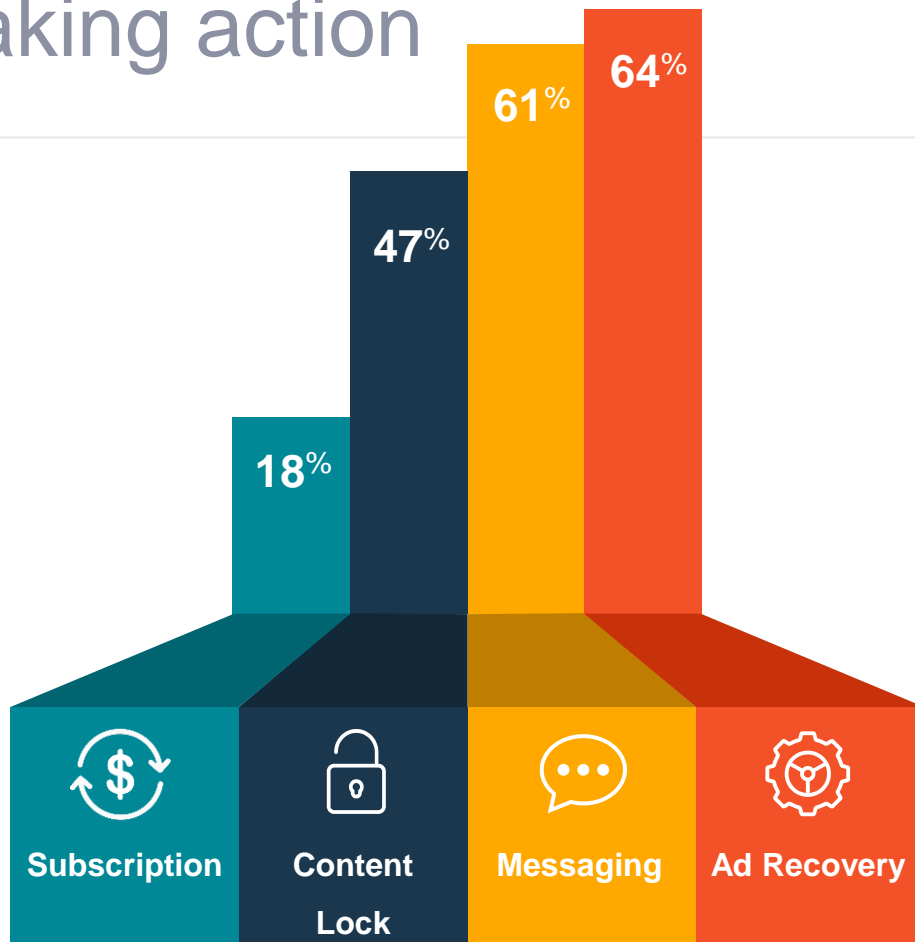 aking action
64%
61%
47%
18%
$
Subscription
Content
Lock
Messaging
Ad Recovery